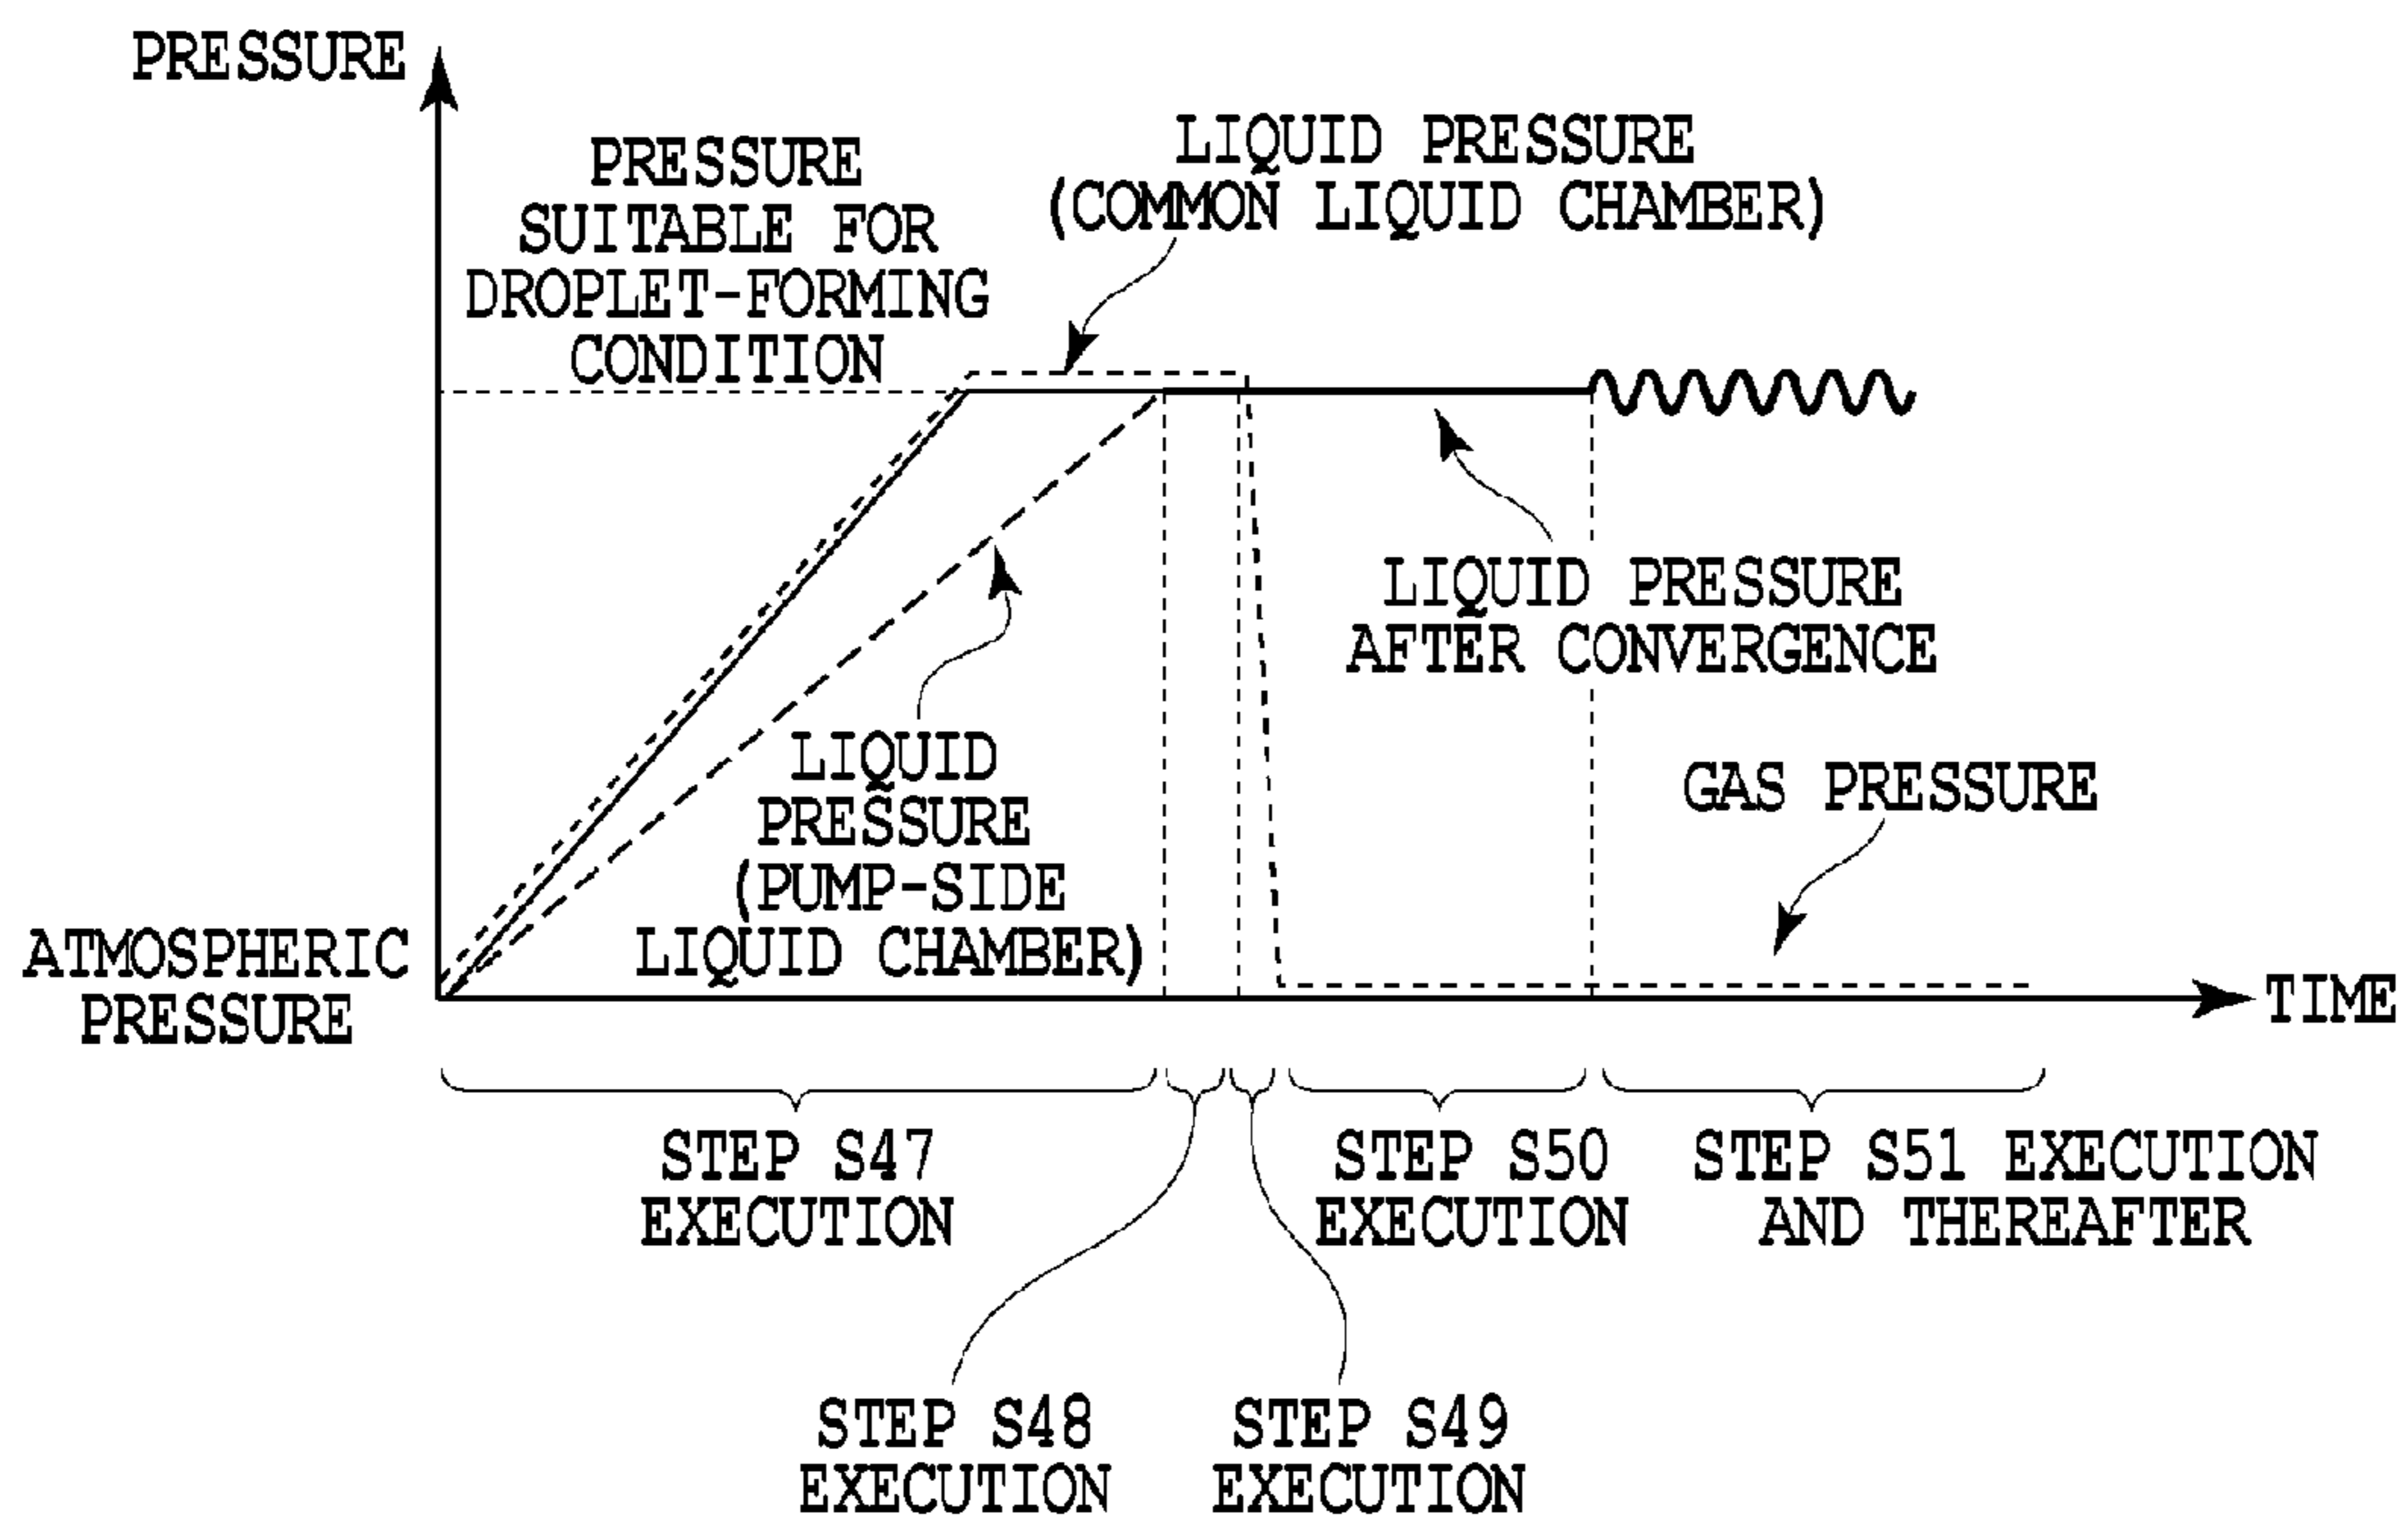 PRESSURE
PRESSURE
SUITABLE FOR
DROPLET-FORMING
CONDITION
LIQUID PRESSURE
(COMMON LIQUID CHAMBER)
LIQUID PRESSURE
AFTER CONVERGENCE
LIQUID
PRESSURE
(PUMP-SIDE
LIQUID CHAMBER)
GAS PRESSURE
ATMOSPHERIC
PRESSURE
TIME
STEP S47
EXECUTION
STEP S50
EXECUTION
STEP S51 EXECUTION
AND THEREAFTER
STEP S48
EXECUTION
STEP S49
EXECUTION